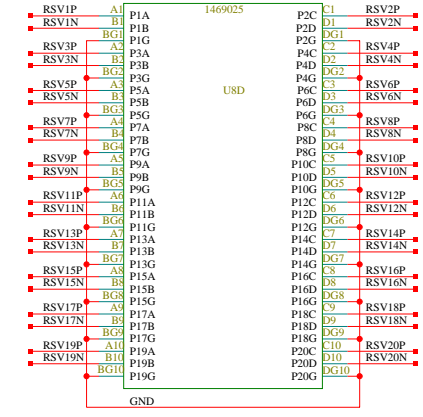 RSV1P A1 P1A 1469025 P2C C1 RSV2P
RSV1N B1 P1B P2D D1 RSV2N
BG1 P1G P2G DG1
RSV3P A2 P3A P4C C2 RSV4P
RSV3N B2 P3B P4D D2 RSV4N
BG2 P3G P4G DG2
RSV5P A3 P5A U8D P6C C3 RSV6P
RSV5N B3 P5B P6D D3 RSV6N
BG3 P5G P6G DG3
RSV7P A4 P7A P8C C4 RSV8P
RSV7N B4 P7B P8D D4 RSV8N
BG4 P7G P8G DG4
RSV9P A5 P9A P10C C5 RSV10P
RSV9N B5 P9B P10D D5 RSV10N
BG5 P9G P10G DG5
RSV11P A6 P11A P12C C6 RSV12P
RSV11N B6 P11B P12D D6 RSV12N
BG6 P11G P12G DG6
RSV13P A7 P13A P14C C7 RSV14P
RSV13N B7 P13B P14D D7 RSV14N
BG7 P13G P14G DG7
RSV15P A8 P15A P16C C8 RSV16P
RSV15N B8 P15B P16D D8 RSV16N
BG8 P15G P16G DG8
RSV17P A9 P17A P18C C9 RSV18P
RSV17N B9 P17B P18D D9 RSV18N
BG9 P17G P18G DG9
RSV19P A10 P19A P20C C10 RSV20P
RSV19N B10 P19B P20D D10 RSV20N
BG10 P19G P20G DG10
GND